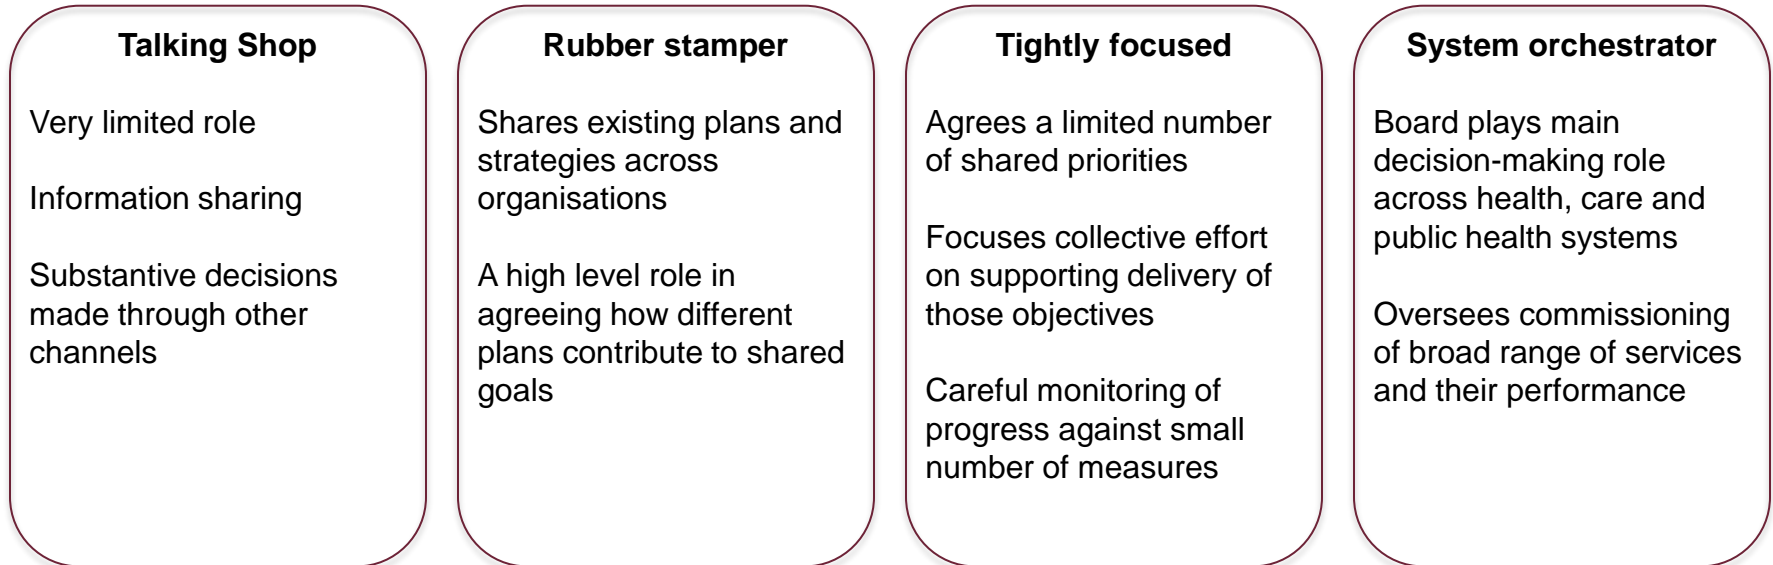 Talking Shop
Very limited role
Information sharing
Substantive decisions
made through other
channels
Rubber stamper
Shares existing plans and
strategies across
organisations
A high level role in
agreeing how different
plans contribute to shared
goals
Tightly focused
Agrees a limited number
of shared priorities
Focuses collective effort
on supporting delivery of
those objectives
Careful monitoring of
progress against small
number of measures
System orchestrator
Board plays main
decision-making role
across health, care and
public health systems
Oversees commissioning
of broad range of services
and their performance